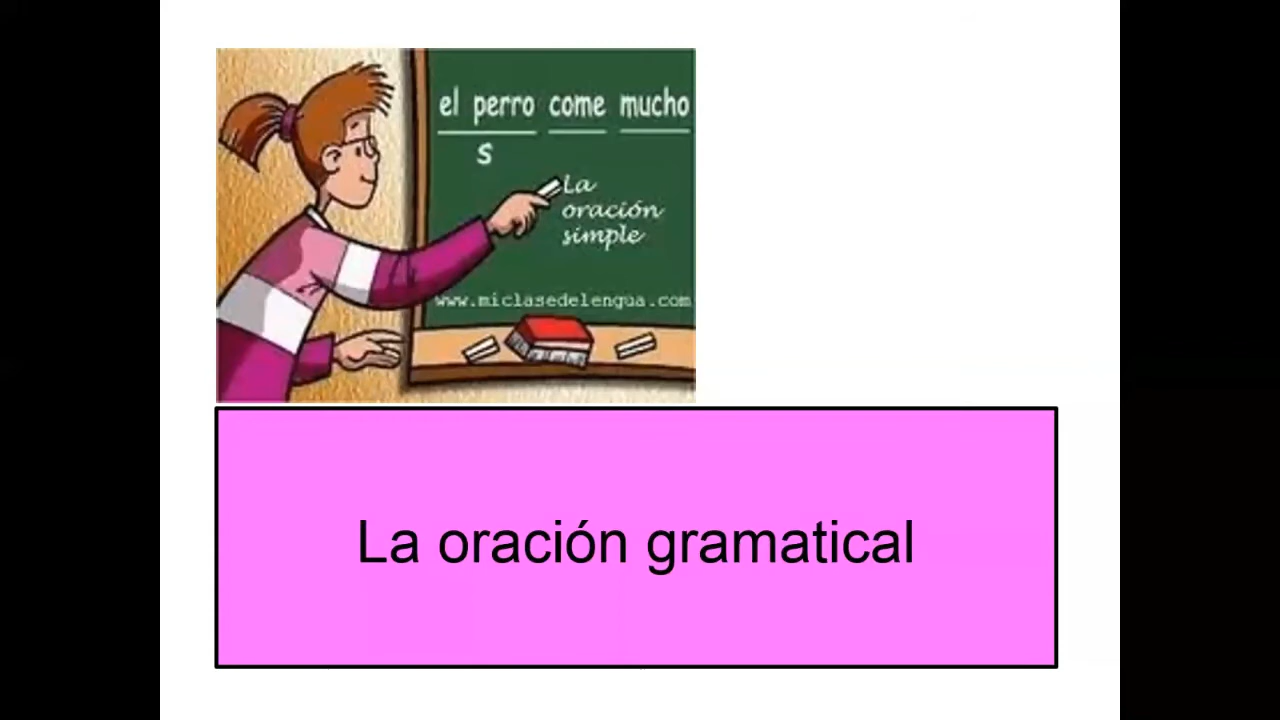 el perro come mucho
s
La
oración
simple
www.miclasedelengua.com
La oración gramatical